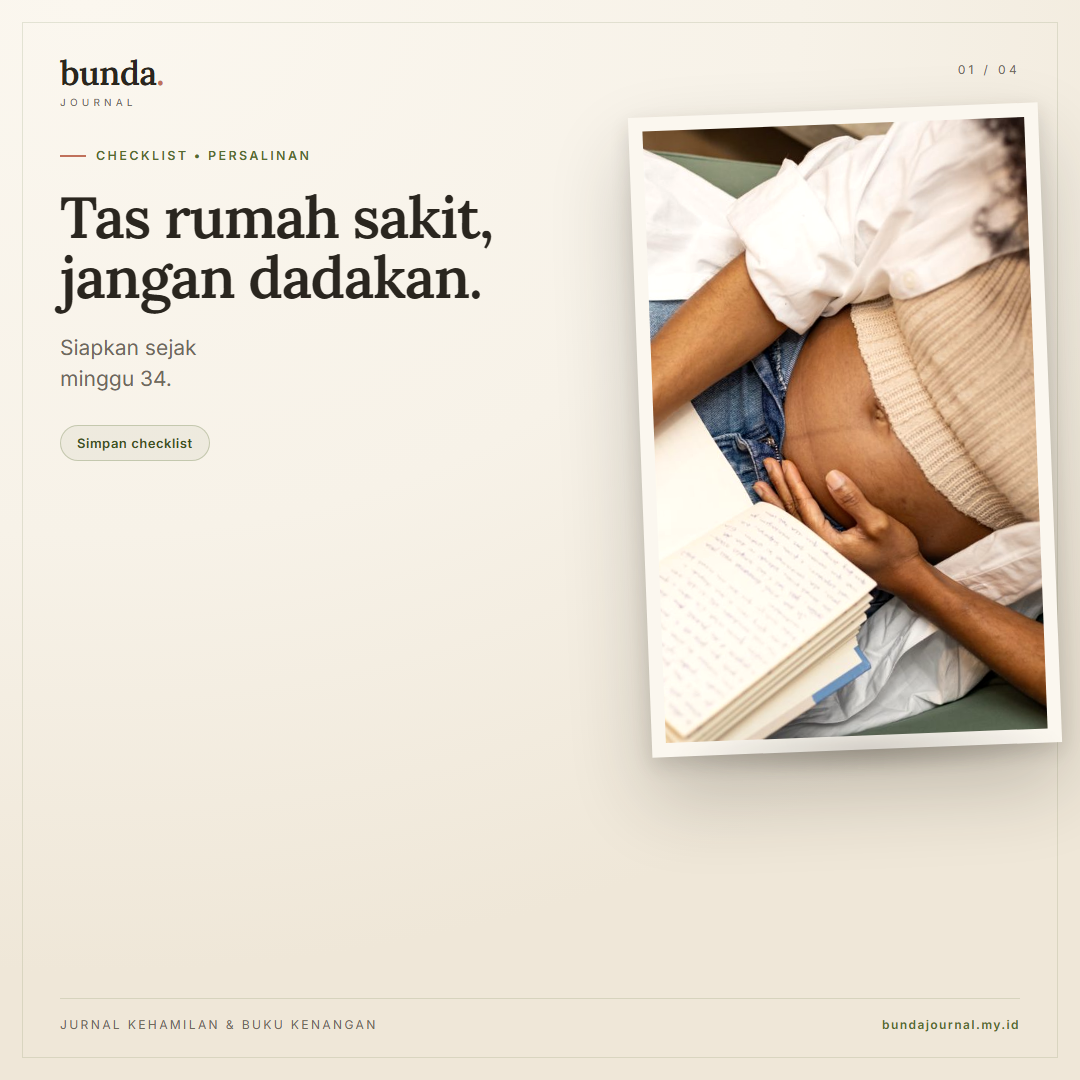 bunda.
JOURNAL
01 / 04
CHECKLIST • PERSALINAN
Tas rumah sakit,
jangan dadakan.
Siapkan sejak
minggu 34.
Simpan checklist
JURNAL KEHAMILAN & BUKU KENANGAN
bundajournal.my.id